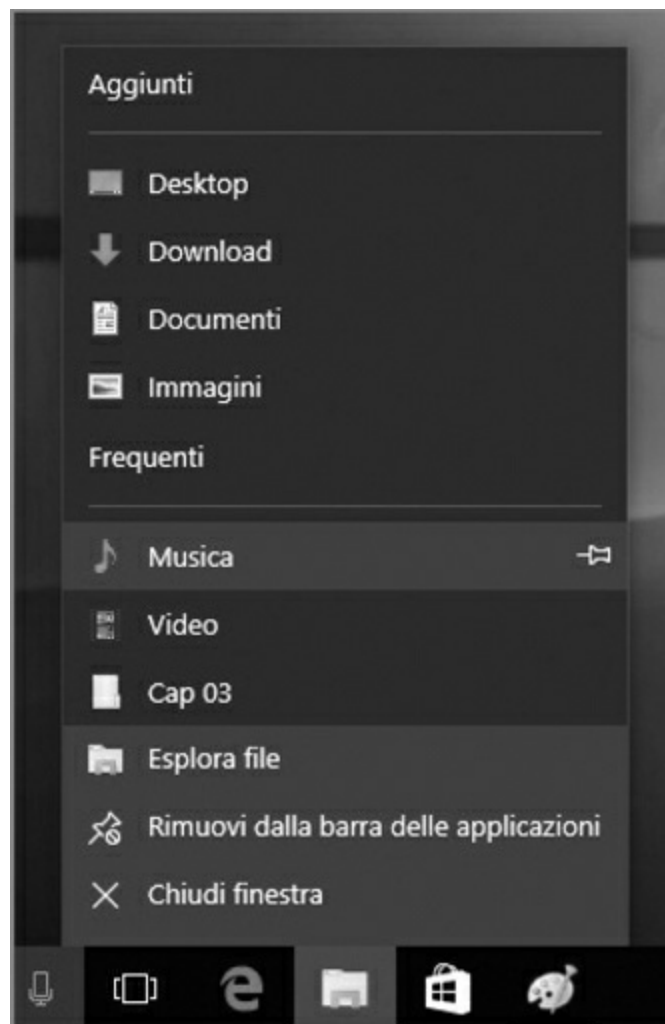 Aggiunti
Desktop
Download
Documenti
Immagini
Frequenti
Musica
Video
Cap 03
Esplora file
Rimuovi dalla barra delle applicazioni
Chiudi finestra